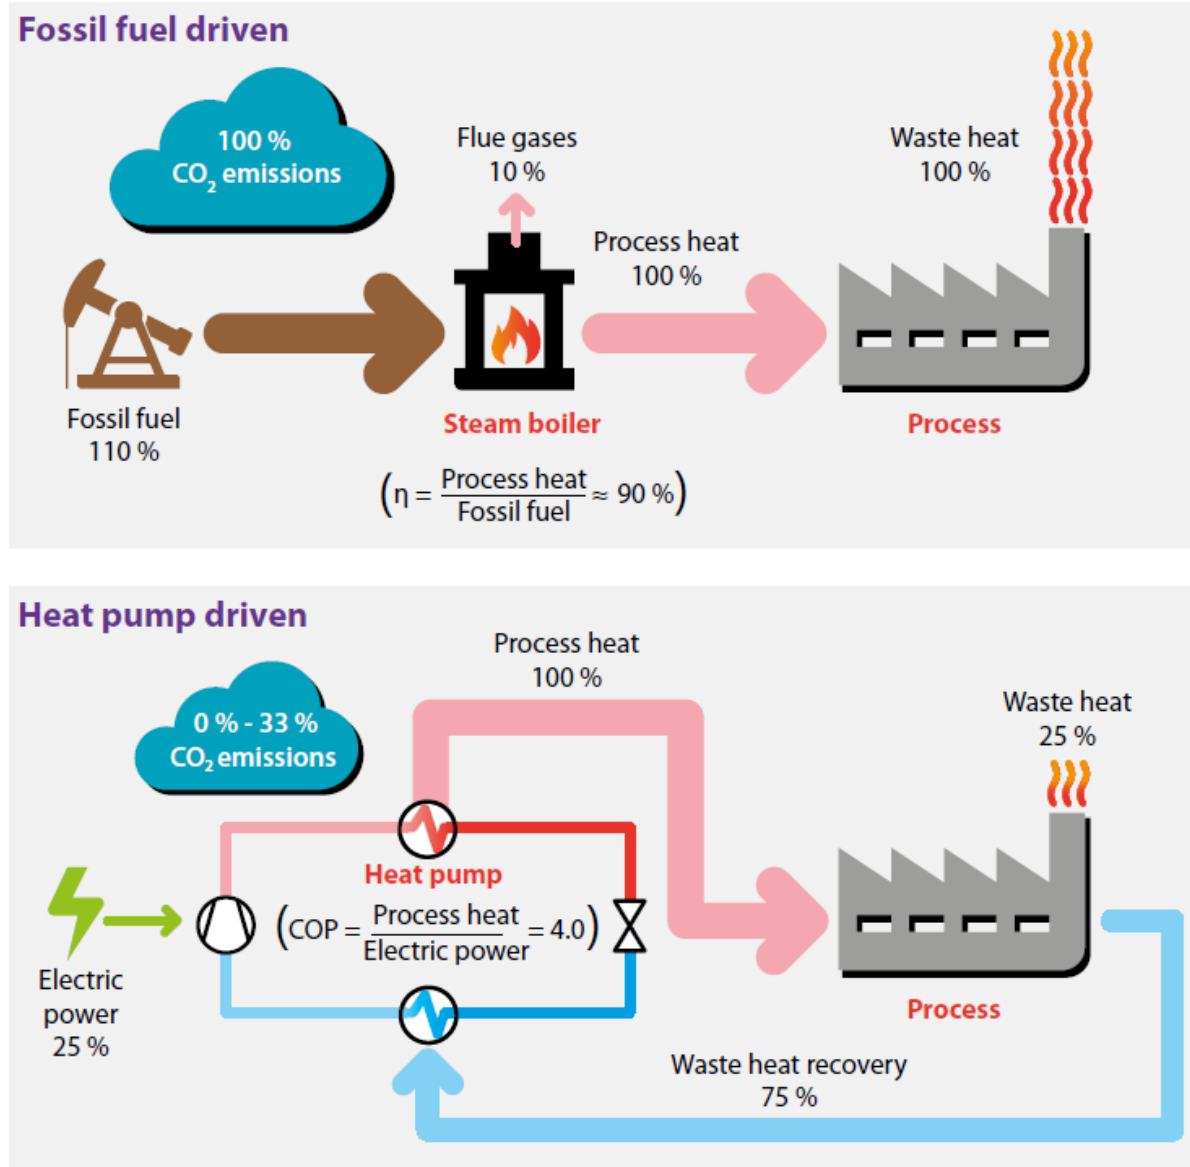 Fossil fuel driven
100 %
CO₂ emissions
Flue gases
10 %
Waste heat
100 %
Process heat
100 %
Fossil fuel
110 %
Steam boiler
Process
(η = Process heat / Fossil fuel ≈ 90 %)
Heat pump driven
Process heat
100 %
0 % - 33 %
CO₂ emissions
Waste heat
25 %
Heat pump
(COP = Process heat / Electric power = 4.0)
Electric
power
25 %
Process
Waste heat recovery
75 %